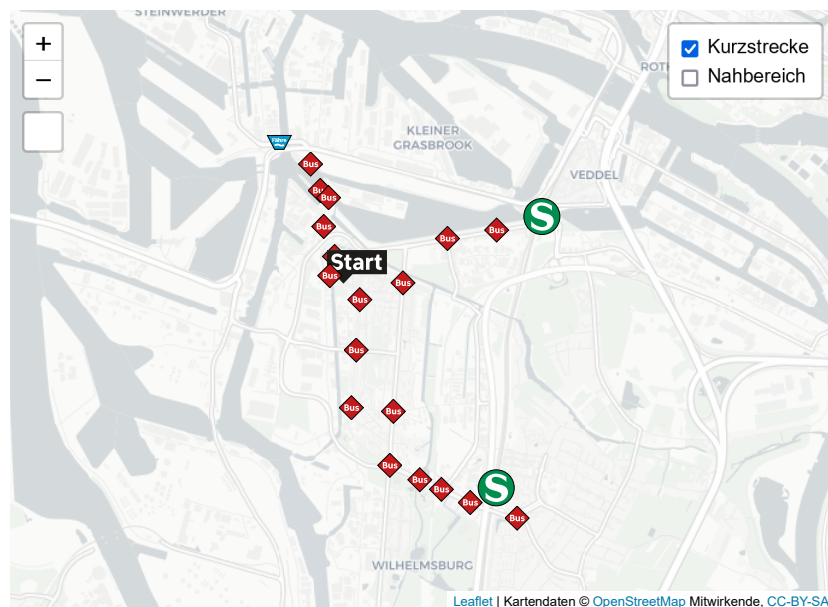 STEINWERDER
+
−
Kurzstrecke
Nahbereich
ROTH
Fähre
KLEINER
GRASBROOK
Bus
Bus
Bus
VEDDEL
S
Bus
Bus
Bus
Start
Bus
Bus
Bus
Bus
Bus
Bus
Bus
Bus
Bus
S
Bus
Bus
WILHELMSBURG
Leaflet | Kartendaten © OpenStreetMap Mitwirkende, CC-BY-SA